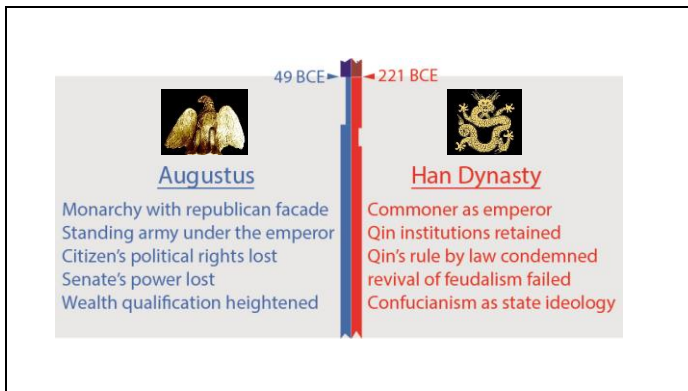 49 BCE 221 BCE
Augustus
Monarchy with republican facade
Standing army under the emperor
Citizen's political rights lost
Senate's power lost
Wealth qualification heightened
Han Dynasty
Commoner as emperor
Qin institutions retained
Qin's rule by law condemned
revival of feudalism failed
Confucianism as state ideology